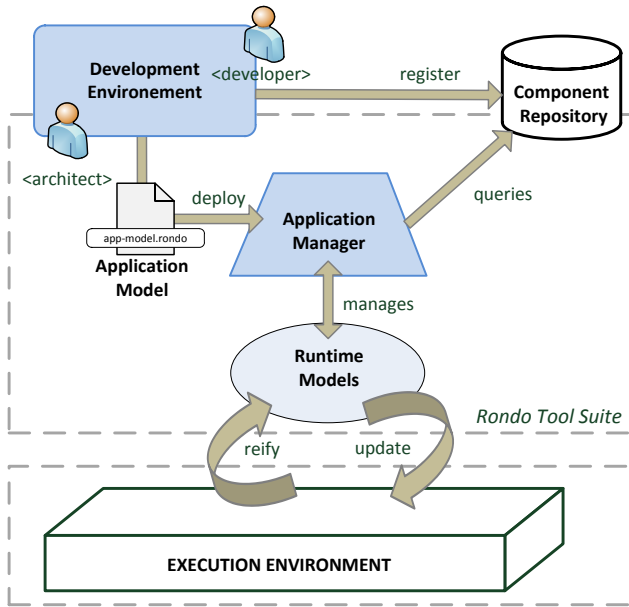 Development
Environement
<developer>
register
Component
Repository
<architect>
deploy
queries
app-model.rondo
Application
Model
Application
Manager
manages
Runtime
Models
Rondo Tool Suite
reify
update
EXECUTION ENVIRONMENT